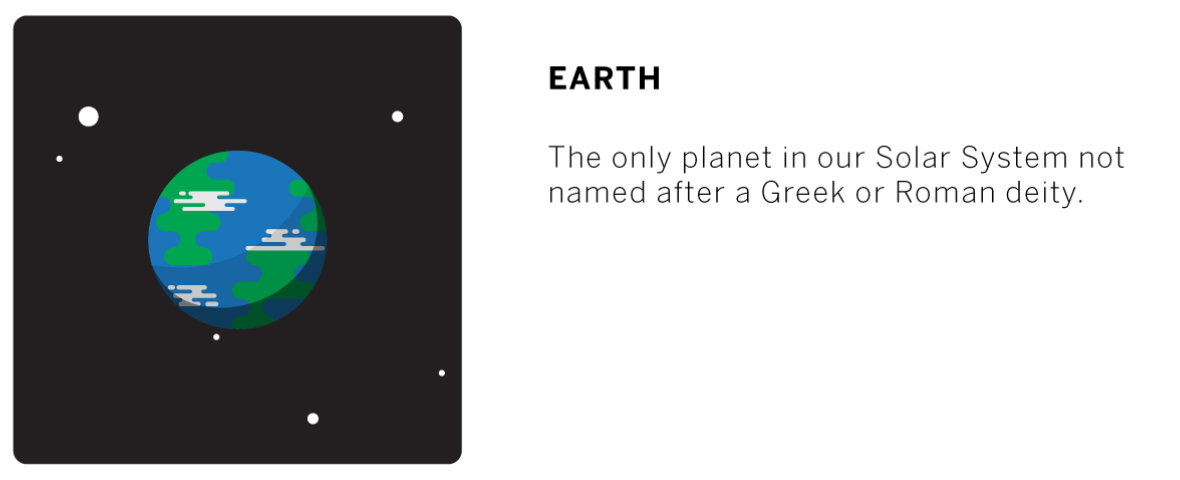 EARTH
The only planet in our Solar System not
named after a Greek or Roman deity.